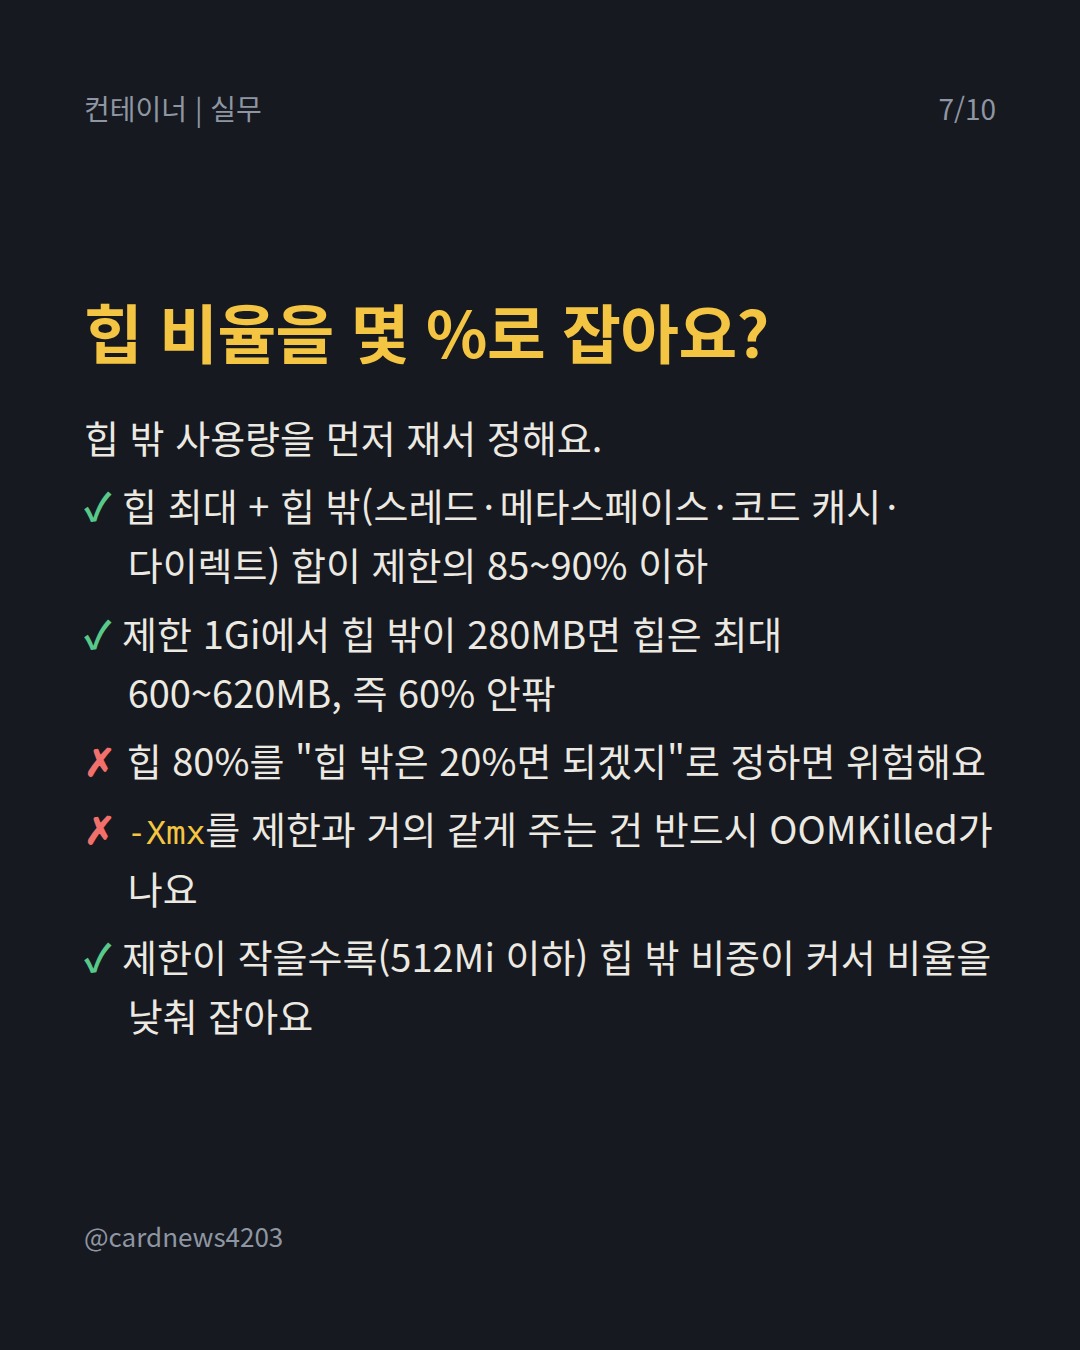 컨테이너 | 실무
7/10
힙 비율을 몇 %로 잡아요?
힙 밖 사용량을 먼저 재서 정해요.
✓ 힙 최대 + 힙 밖(스레드·메타스페이스·코드 캐시·
다이렉트) 합이 제한의 85~90% 이하
✓ 제한 1Gi에서 힙 밖이 280MB면 힙은 최대
600~620MB, 즉 60% 안팎
✗ 힙 80%를 "힙 밖은 20%면 되겠지"로 정하면 위험해요
✗ -Xmx를 제한과 거의 같게 주는 건 반드시 OOMKilled가
나요
✓ 제한이 작을수록(512Mi 이하) 힙 밖 비중이 커서 비율을
낮춰 잡아요
@cardnews4203